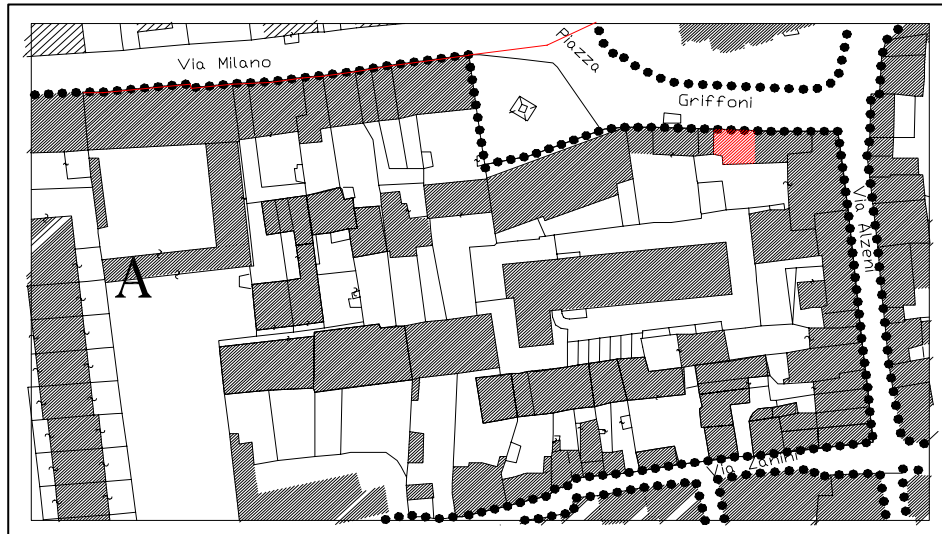 Via Milano
Piazza
Griffoni
Via Alzeni
A
Via Zanini